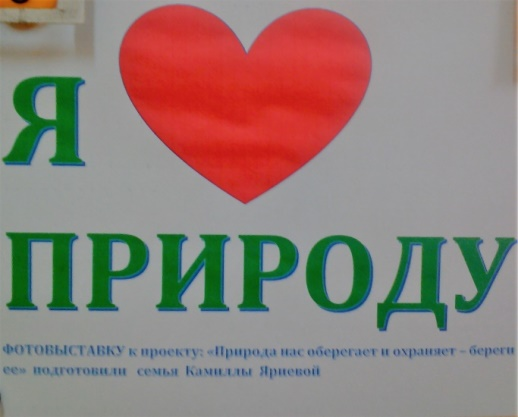 Я
ПРИРОДУ
ФОТОВЫСТАВКУ к проекту: «Природа нас оберегает и охраняет – береги
ее» подготовили семья Камиллы Яриевой